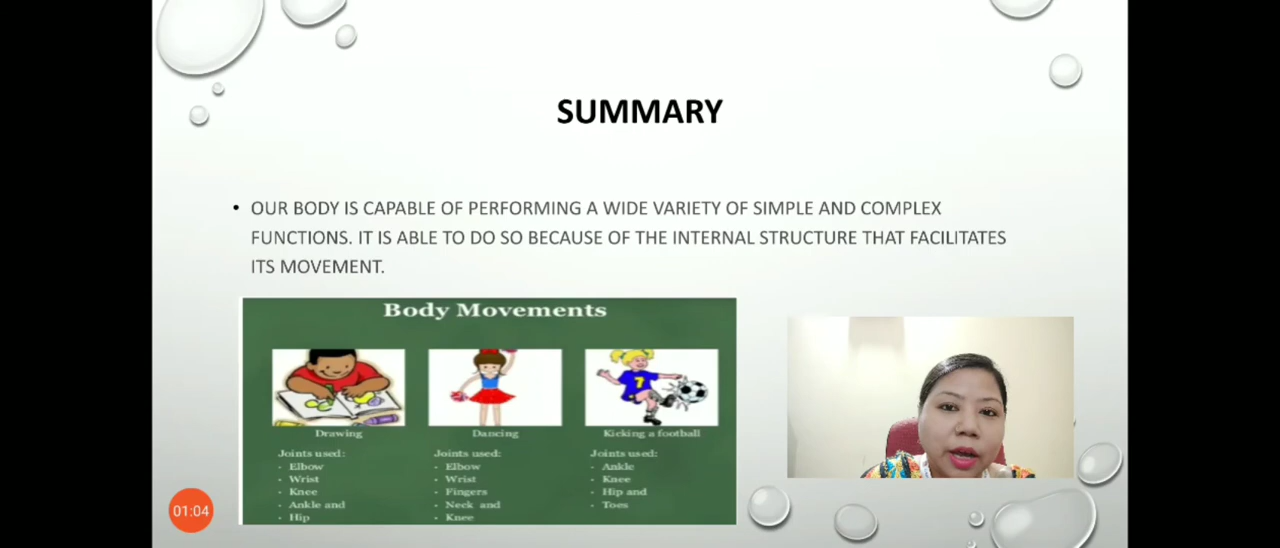 SUMMARY
• OUR BODY IS CAPABLE OF PERFORMING A WIDE VARIETY OF SIMPLE AND COMPLEX
FUNCTIONS. IT IS ABLE TO DO SO BECAUSE OF THE INTERNAL STRUCTURE THAT FACILITATES
ITS MOVEMENT.
Body Movements
Drawing
Joints used:
- Elbow
- Wrist
- Knee
- Ankle and
- Hip
Dancing
Joints used:
- Elbow
- Wrist
- Fingers
- Neck and
- Knee
7
Kicking a football
Joints used:
- Ankle
- Knee
- Hip and
- Toes
01:04